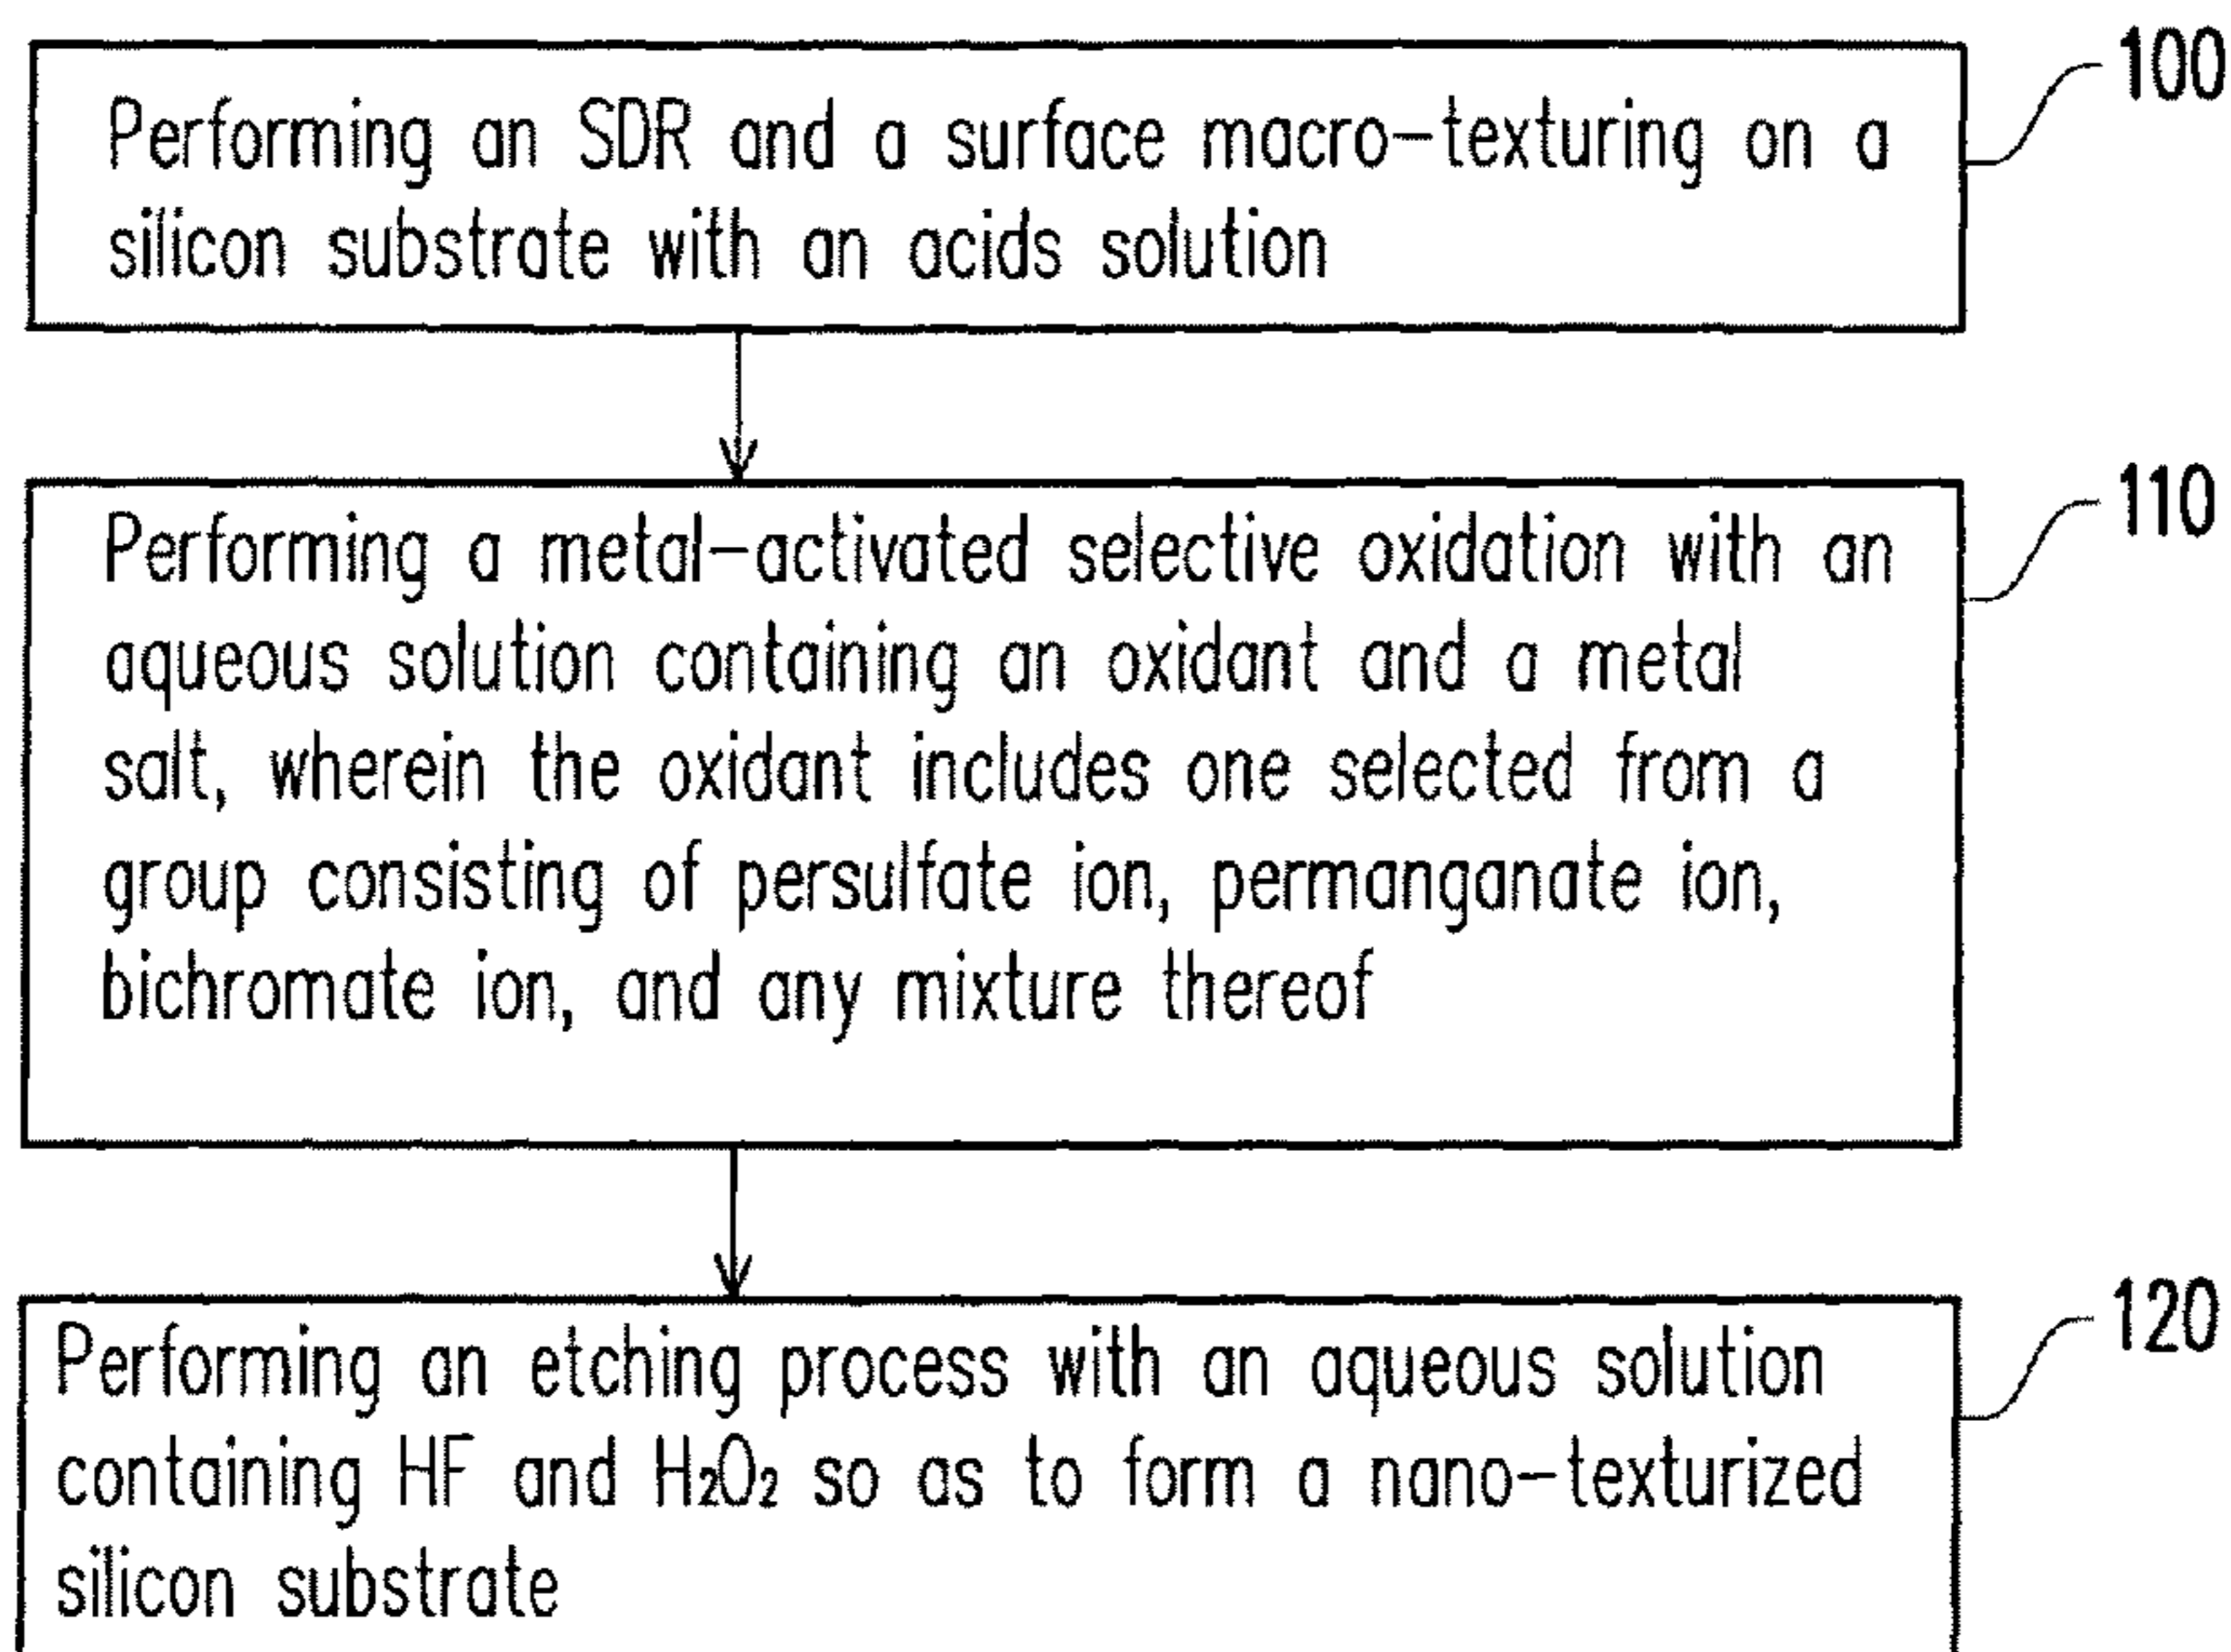 100
Performing an SDR and a surface macro-texturing on a
silicon substrate with an acids solution
110
Performing a metal-activated selective oxidation with an
aqueous solution containing an oxidant and a metal
salt, wherein the oxidant includes one selected from a
group consisting of persulfate ion, permanganate ion,
bichromate ion, and any mixture thereof
120
Performing an etching process with an aqueous solution
containing HF and H₂O₂ so as to form a nano-texturized
silicon substrate